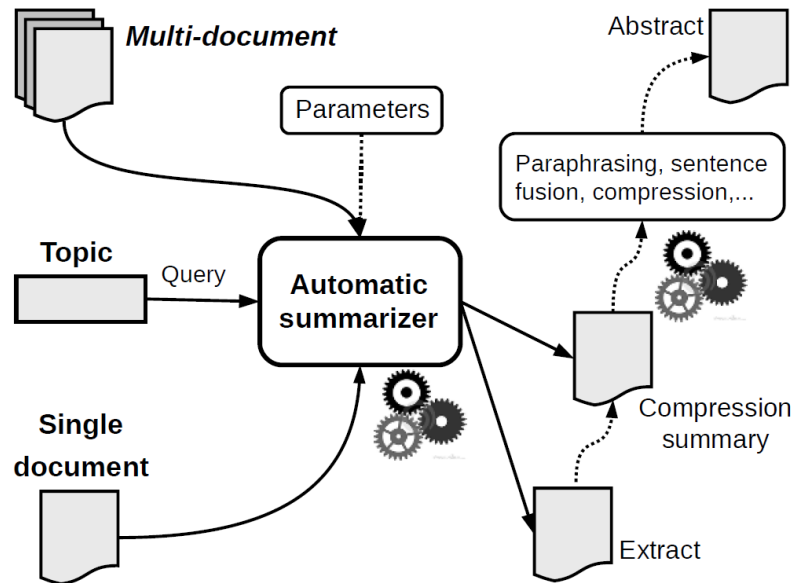 Multi-document
Abstract
Parameters
Paraphrasing, sentence
fusion, compression,...
Topic
Query
Automatic
summarizer
Single
document
Compression
summary
Extract